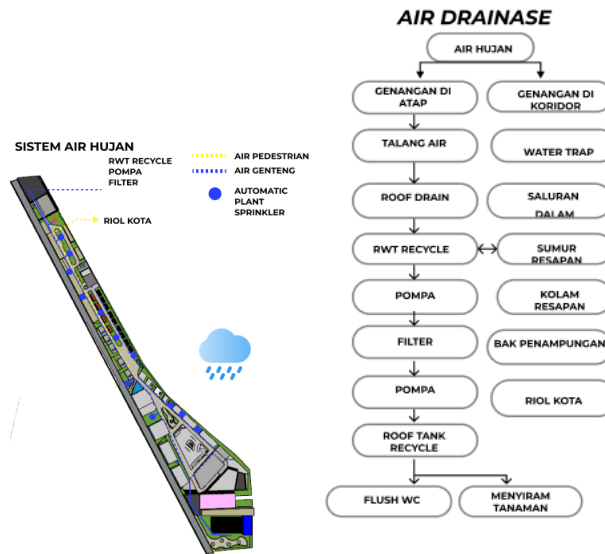 AIR DRAINASE
AIR HUJAN
GENANGAN DI
ATAP
GENANGAN DI
KORIDOR
TALANG AIR
WATER TRAP
ROOF DRAIN
SALURAN
DALAM
RWT RECYCLE
SUMUR
RESAPAN
POMPA
KOLAM
RESAPAN
FILTER
BAK PENAMPUNGAN
POMPA
RIOL KOTA
ROOF TANK
RECYCLE
FLUSH WC
MENYIRAM
TANAMAN
SISTEM AIR HUJAN
RWT RECYCLE
POMPA
FILTER
RIOL KOTA
AIR PEDESTRIAN
AIR GENTENG
AUTOMATIC
PLANT
SPRINKLER